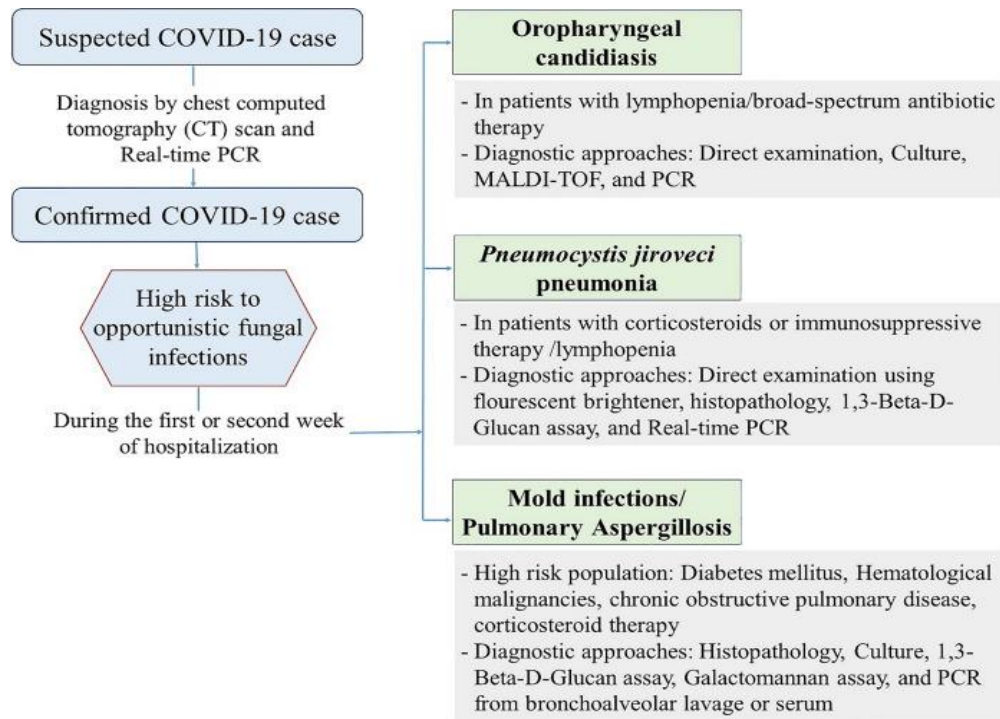 Suspected COVID-19 case
Diagnosis by chest computed
tomography (CT) scan and
Real-time PCR
Confirmed COVID-19 case
High risk to
opportunistic fungal
infections
During the first or second week
of hospitalization
Oropharyngeal
candidiasis
- In patients with lymphopenia/broad-spectrum antibiotic
therapy
- Diagnostic approaches: Direct examination, Culture,
MALDI-TOF, and PCR
Pneumocystis jiroveci
pneumonia
- In patients with corticosteroids or immunosuppressive
therapy /lymphopenia
- Diagnostic approaches: Direct examination using
flourescent brightener, histopathology, 1,3-Beta-D-
Glucan assay, and Real-time PCR
Mold infections/
Pulmonary Aspergillosis
- High risk population: Diabetes mellitus, Hematological
malignancies, chronic obstructive pulmonary disease,
corticosteroid therapy
- Diagnostic approaches: Histopathology, Culture, 1,3-
Beta-D-Glucan assay, Galactomannan assay, and PCR
from bronchoalveolar lavage or serum